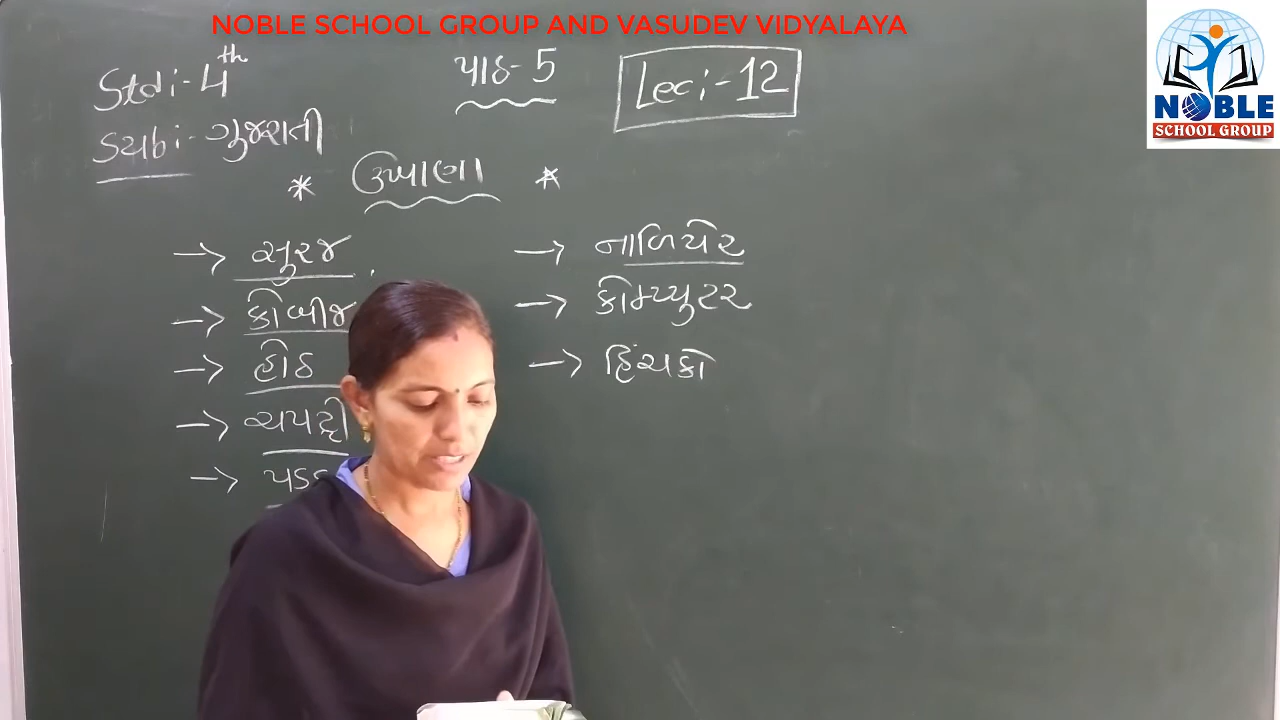 NOBLE SCHOOL GROUP AND VASUDEV VIDYALAYA
Std :- 4th
પાઠ - 5
Lec :- 12
Sub :- ગુજરાતી
* ઉખાણા *
→ સુરજ
→ કોબીજ
→ હોઠ
→ ચપટી
→ નાળિયેર
→ કોમ્પ્યુટર
→ હિંચકો
NOBLE
SCHOOL GROUP